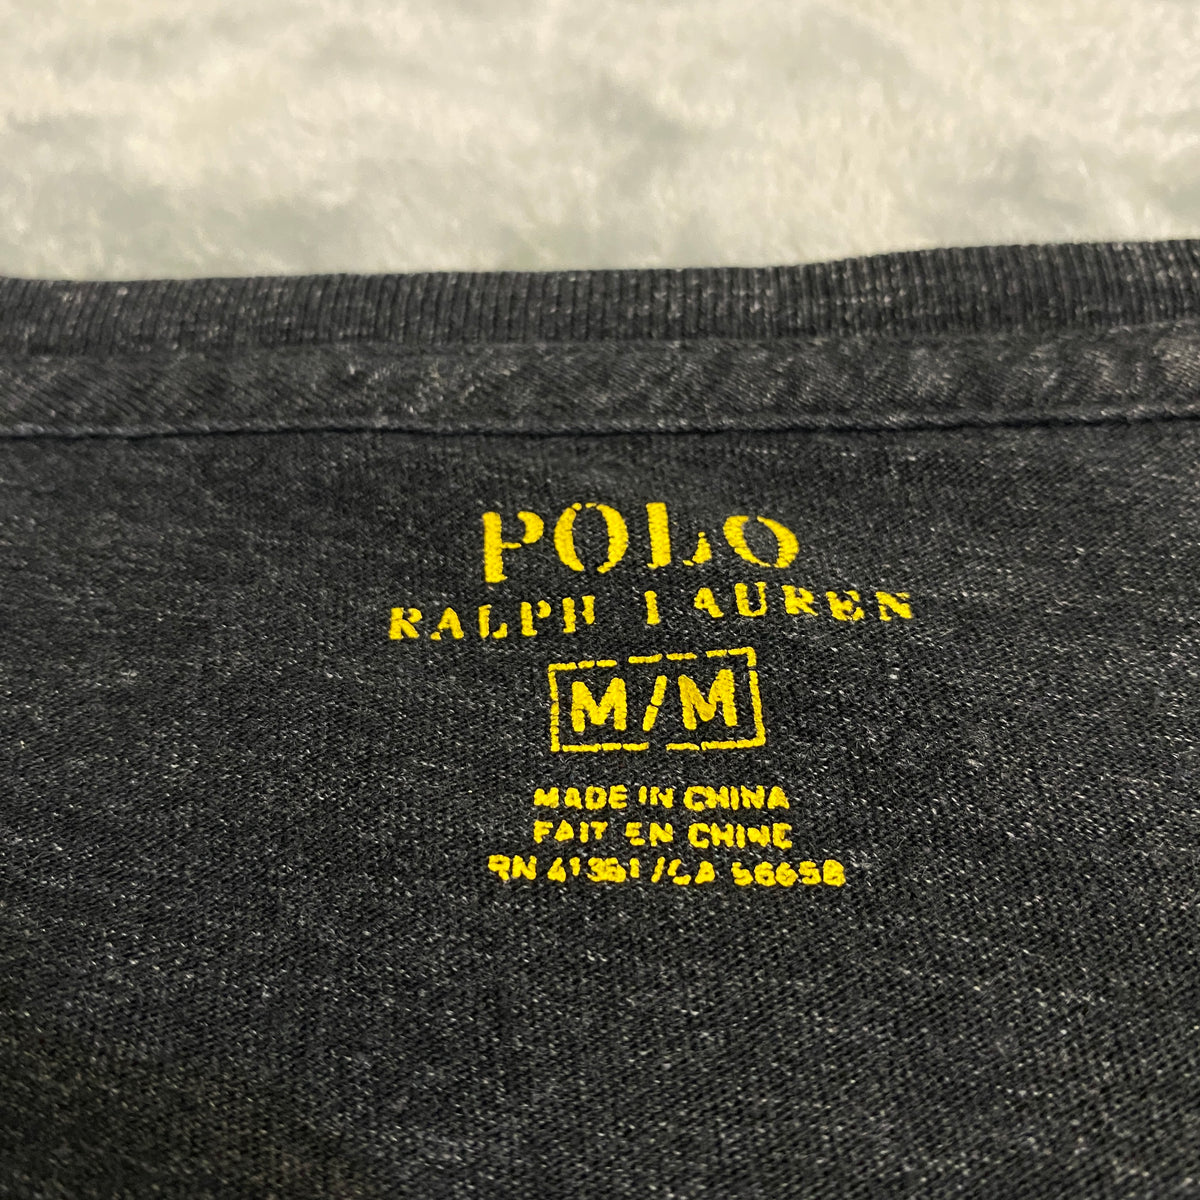 POLO
RALPH LAUREN
M/M
MADE IN CHINA
FAIT EN CHINE
RN 41381/CA 56658